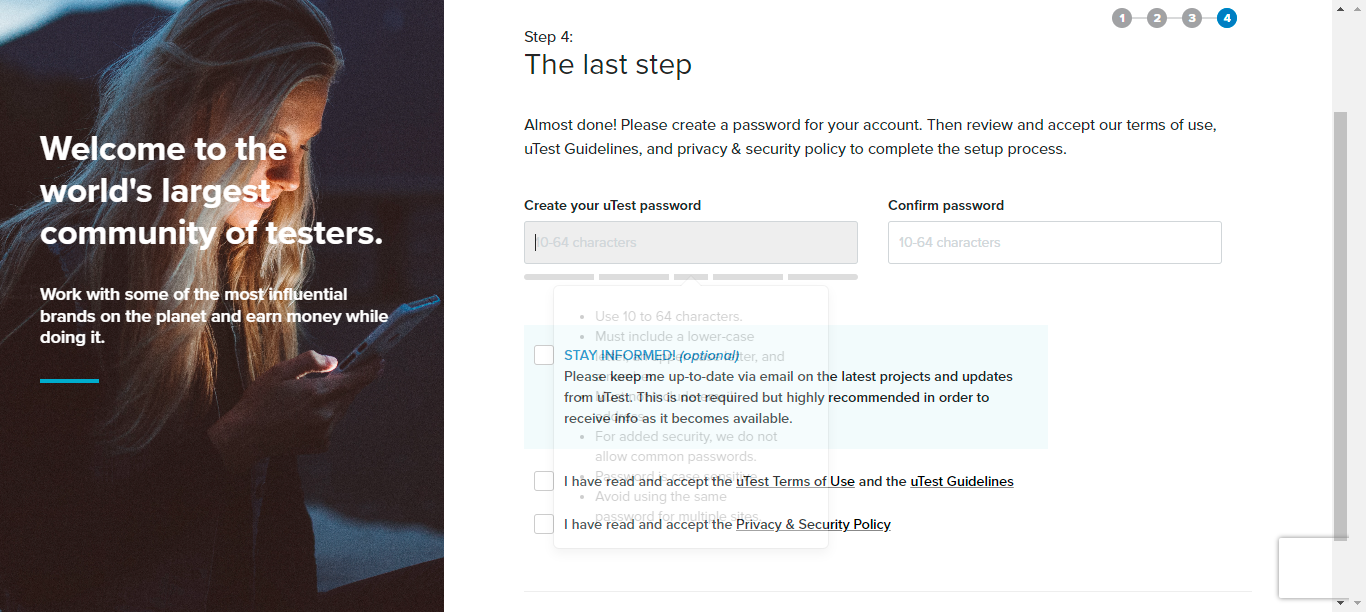 Welcome to the
world's largest
community of testers.
Work with some of the most influential
brands on the planet and earn money while
doing it.
1 2 3 4
Step 4:
The last step
Almost done! Please create a password for your account. Then review and accept our terms of use,
uTest Guidelines, and privacy & security policy to complete the setup process.
Create your uTest password
Confirm password
10-64 characters
10-64 characters
Use 10 to 64 characters.
Must include a lower-case
STAY INFORMED! (optional)
Please keep me up-to-date via email on the latest projects and updates
from uTest. This is not required but highly recommended in order to
receive info as it becomes available.
For added security, we do not
allow common passwords.
Password is case sensitive.
I have read and accept the uTest Terms of Use and the uTest Guidelines
Avoid using the same
password for multiple sites.
I have read and accept the Privacy & Security Policy